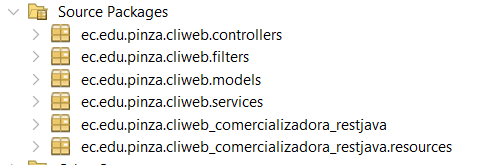 Source Packages
ec.edu.pinza.cliweb.controllers
ec.edu.pinza.cliweb.filters
ec.edu.pinza.cliweb.models
ec.edu.pinza.cliweb.services
ec.edu.pinza.cliweb_comercializadora_restjava
ec.edu.pinza.cliweb_comercializadora_restjava.resources